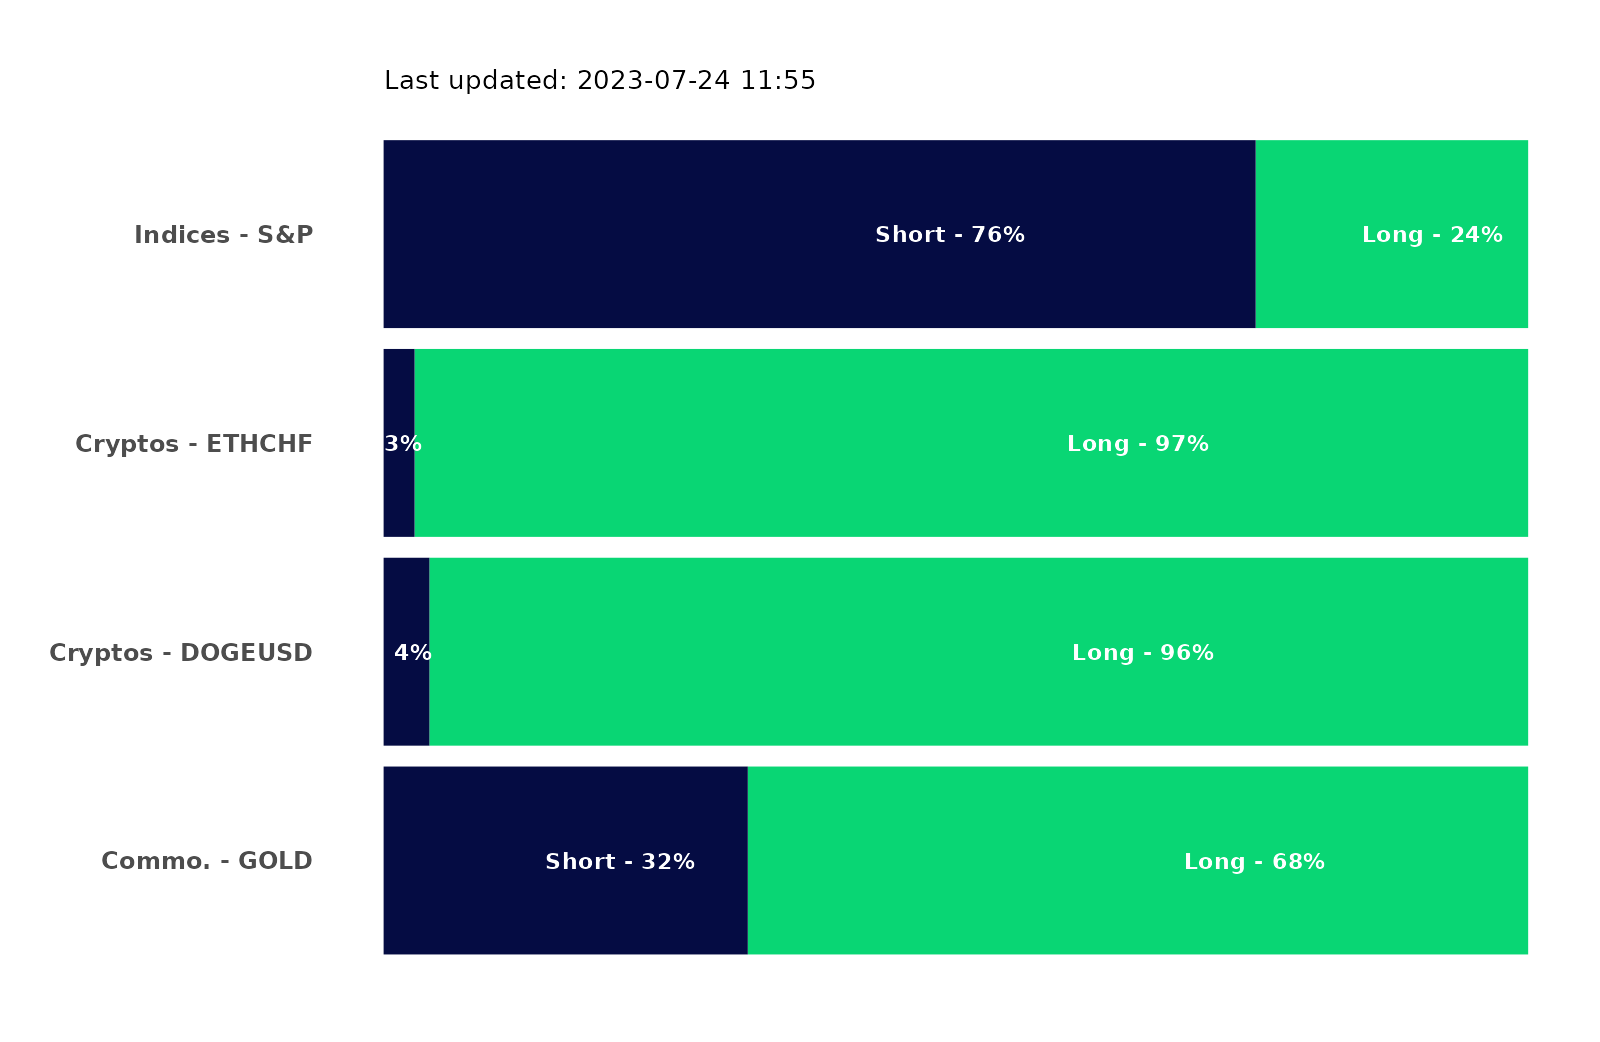 Last updated: 2023-07-24 11:55
Indices - S&P Short - 76% Long - 24%
Cryptos - ETHCHF 3% Long - 97%
Cryptos - DOGEUSD 4% Long - 96%
Commo. - GOLD Short - 32% Long - 68%